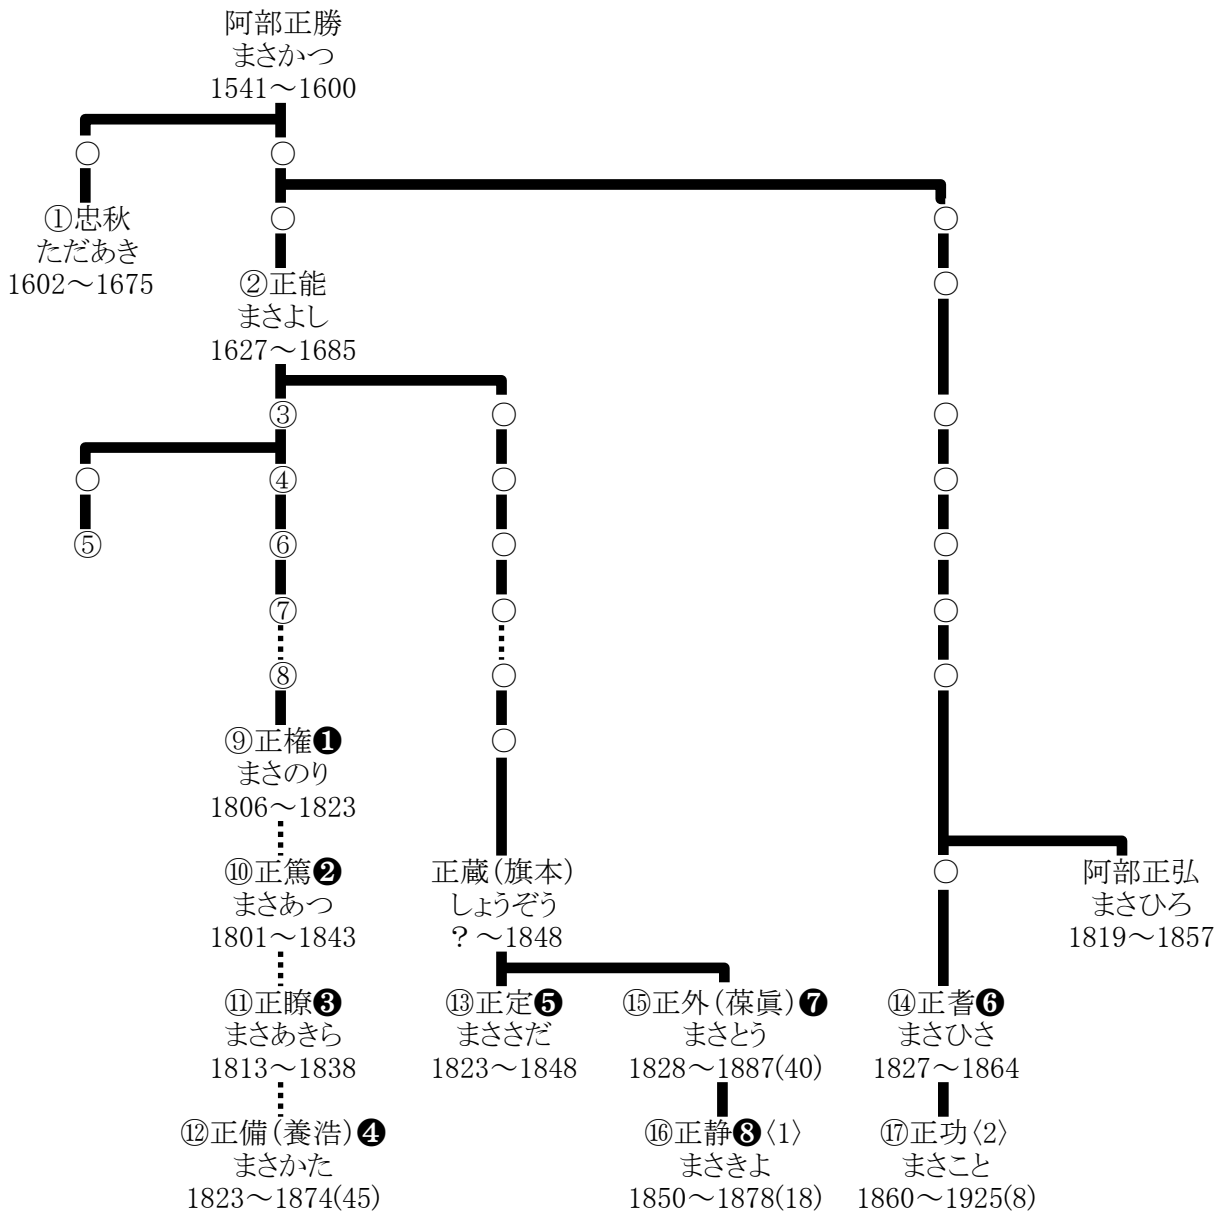 阿部正勝
まさかつ
1541～1600
○
○
①忠秋
ただあき
1602～1675
○
○
②正能
まさよし
1627～1685
○
③
○
○
○
④
○
○
⑤
⑥
○
○
⑦
○
○
⑧
○
○
⑨正権❶
まさのり
1806～1823
○
⑩正篤❷
まさあつ
1801～1843
正蔵(旗本)
しょうぞう
？～1848
○
阿部正弘
まさひろ
1819～1857
⑪正瞭❸
まさあきら
1813～1838
⑬正定❺
まささだ
1823～1848
⑮正外(葆眞)❼
まさとう
1828～1887(40)
⑭正耆❻
まさひさ
1827～1864
⑫正備(養浩)❹
まさかた
1823～1874(45)
⑯正静❽〈1〉
まさきよ
1850～1878(18)
⑰正功〈2〉
まさこと
1860～1925(8)